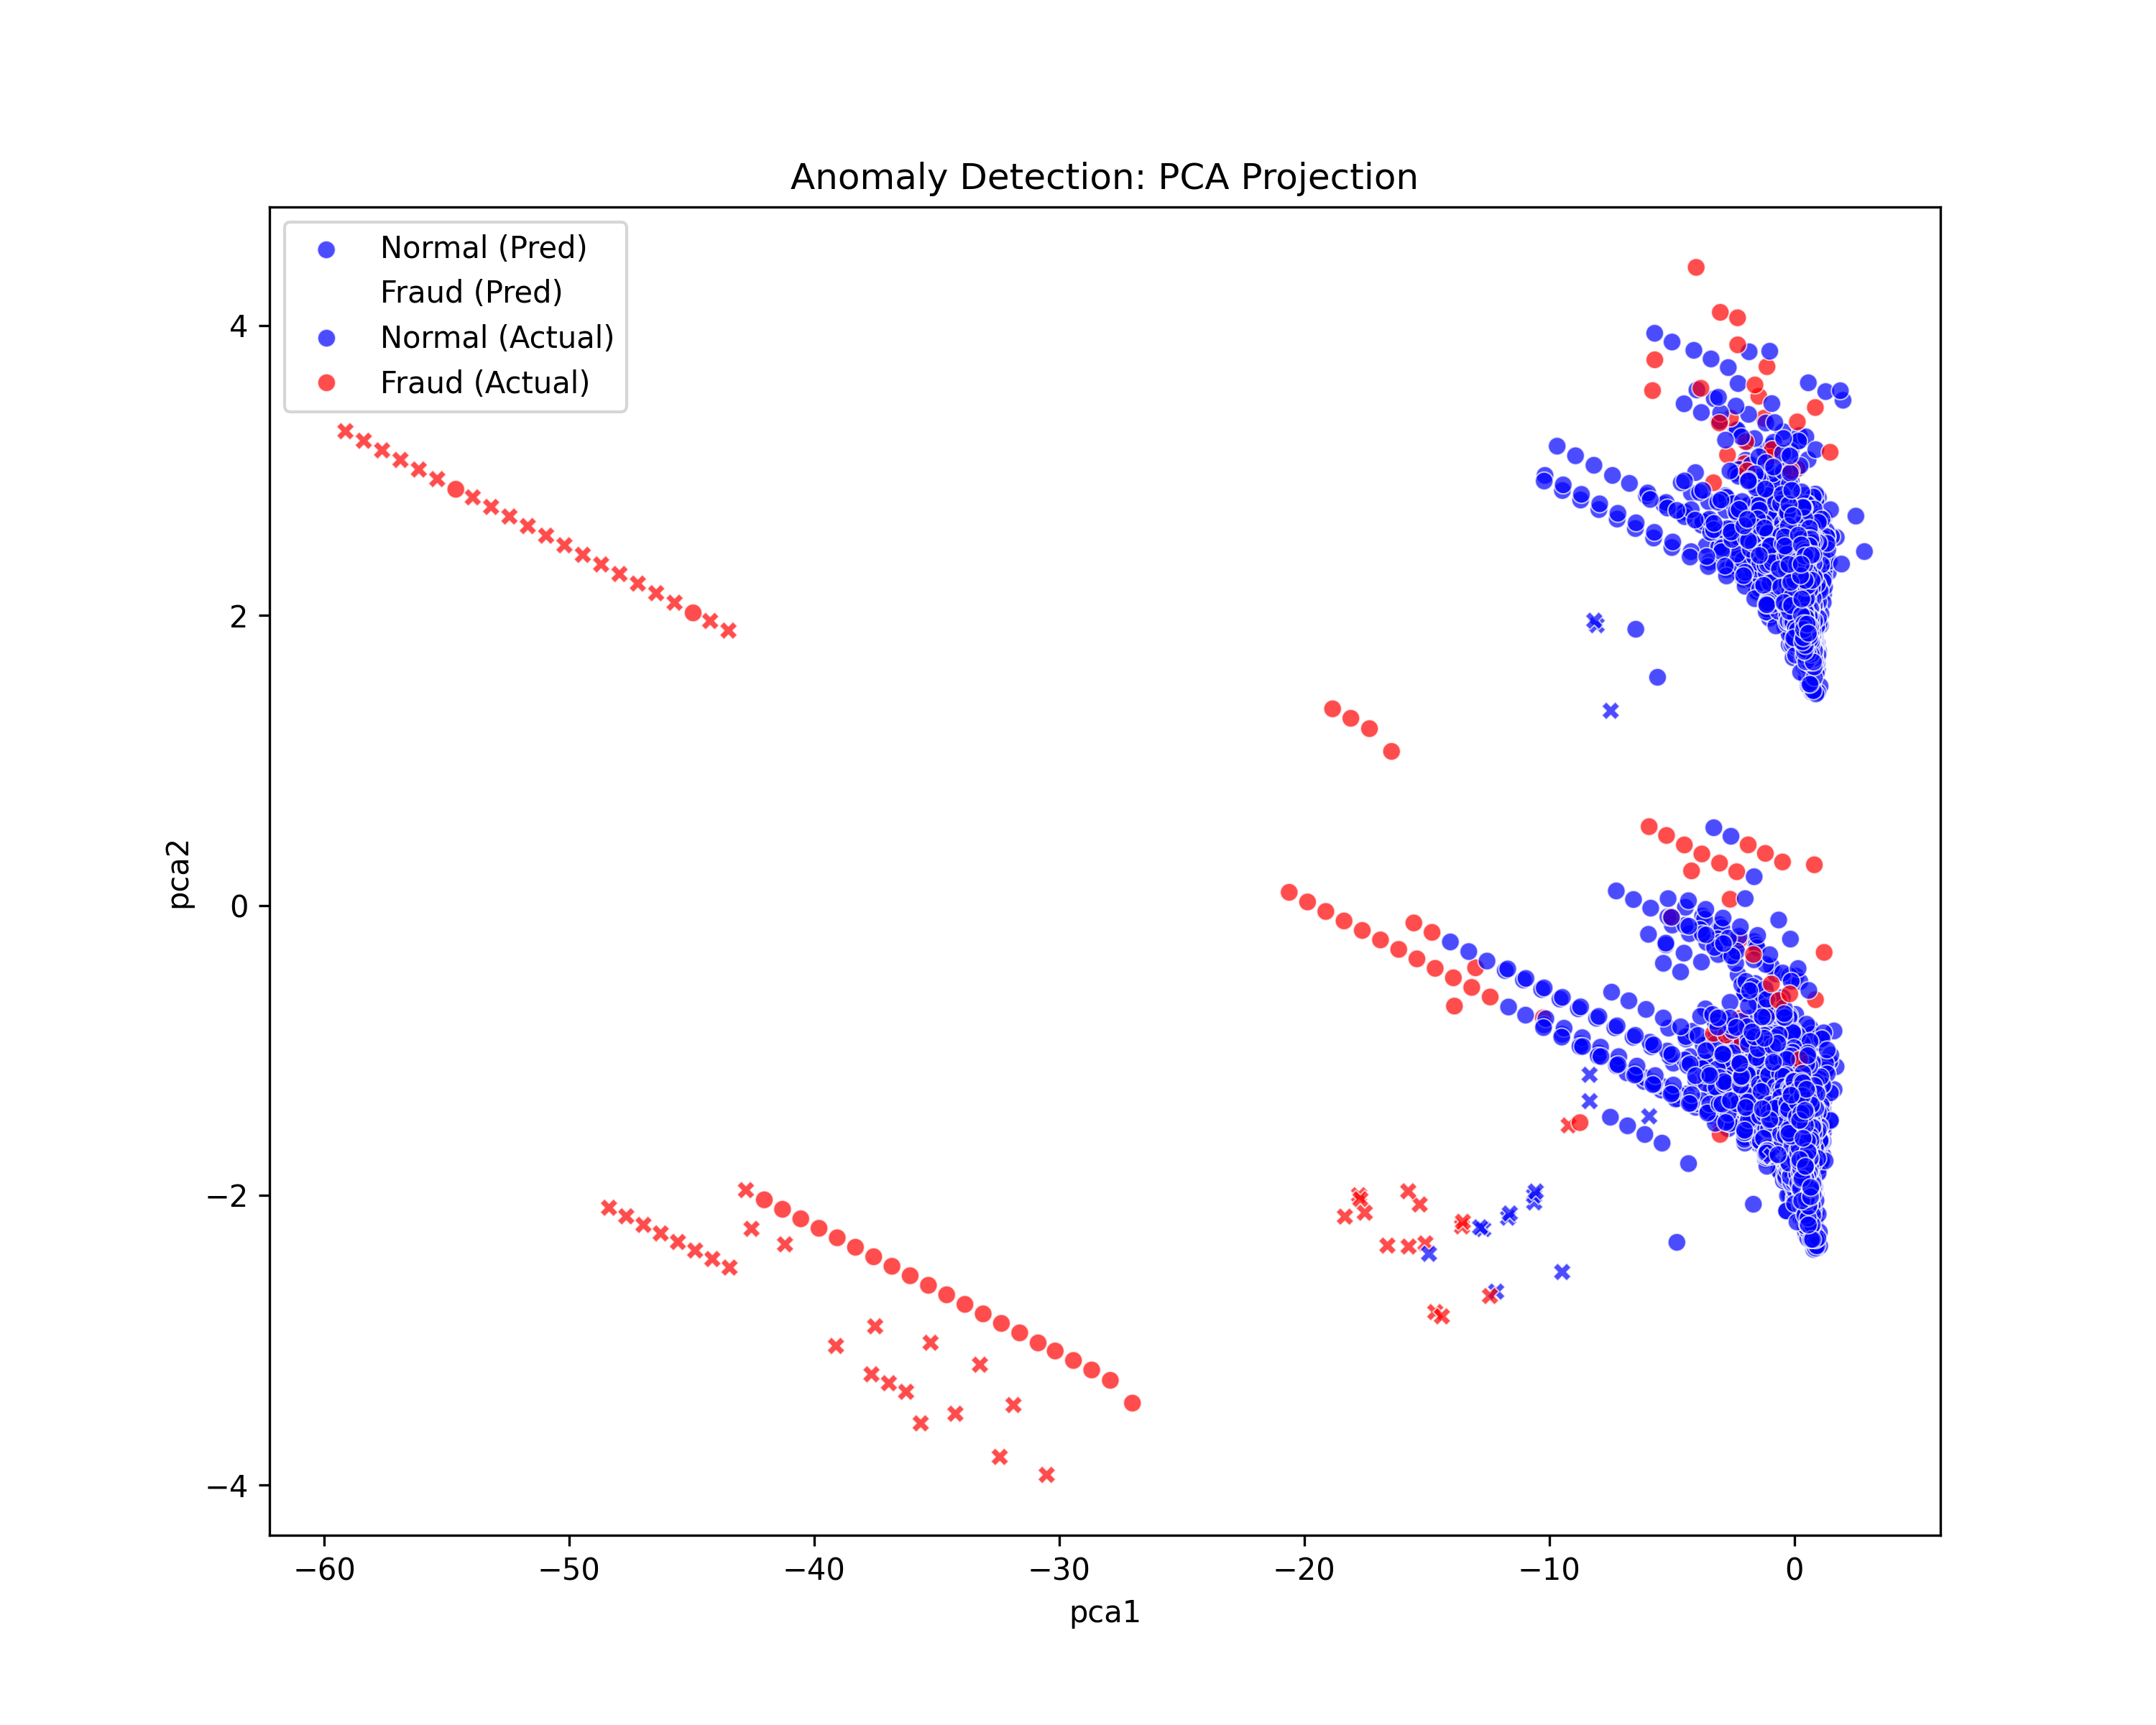 Anomaly Detection: PCA Projection
Normal (Pred)
Fraud (Pred)
Normal (Actual)
Fraud (Actual)
4
2
0
−2
−4
pca2
−60 −50 −40 −30 −20 −10 0
pca1